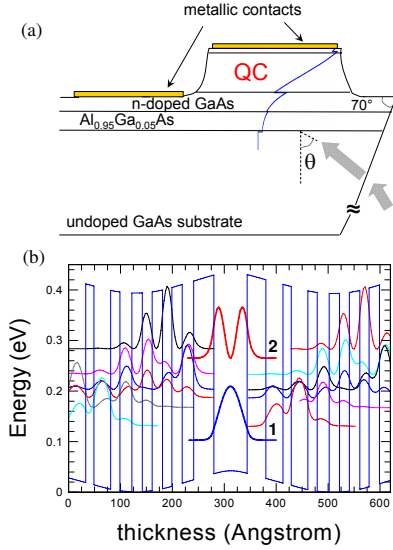 metallic contacts
(a)
QC
n-doped GaAs
70°
Al0.95Ga0.05As
θ
≈
undoped GaAs substrate
(b)
0.4
0.3
0.2
0.1
0
2
1
Energy (eV)
0 100 200 300 400 500 600
thickness (Angstrom)